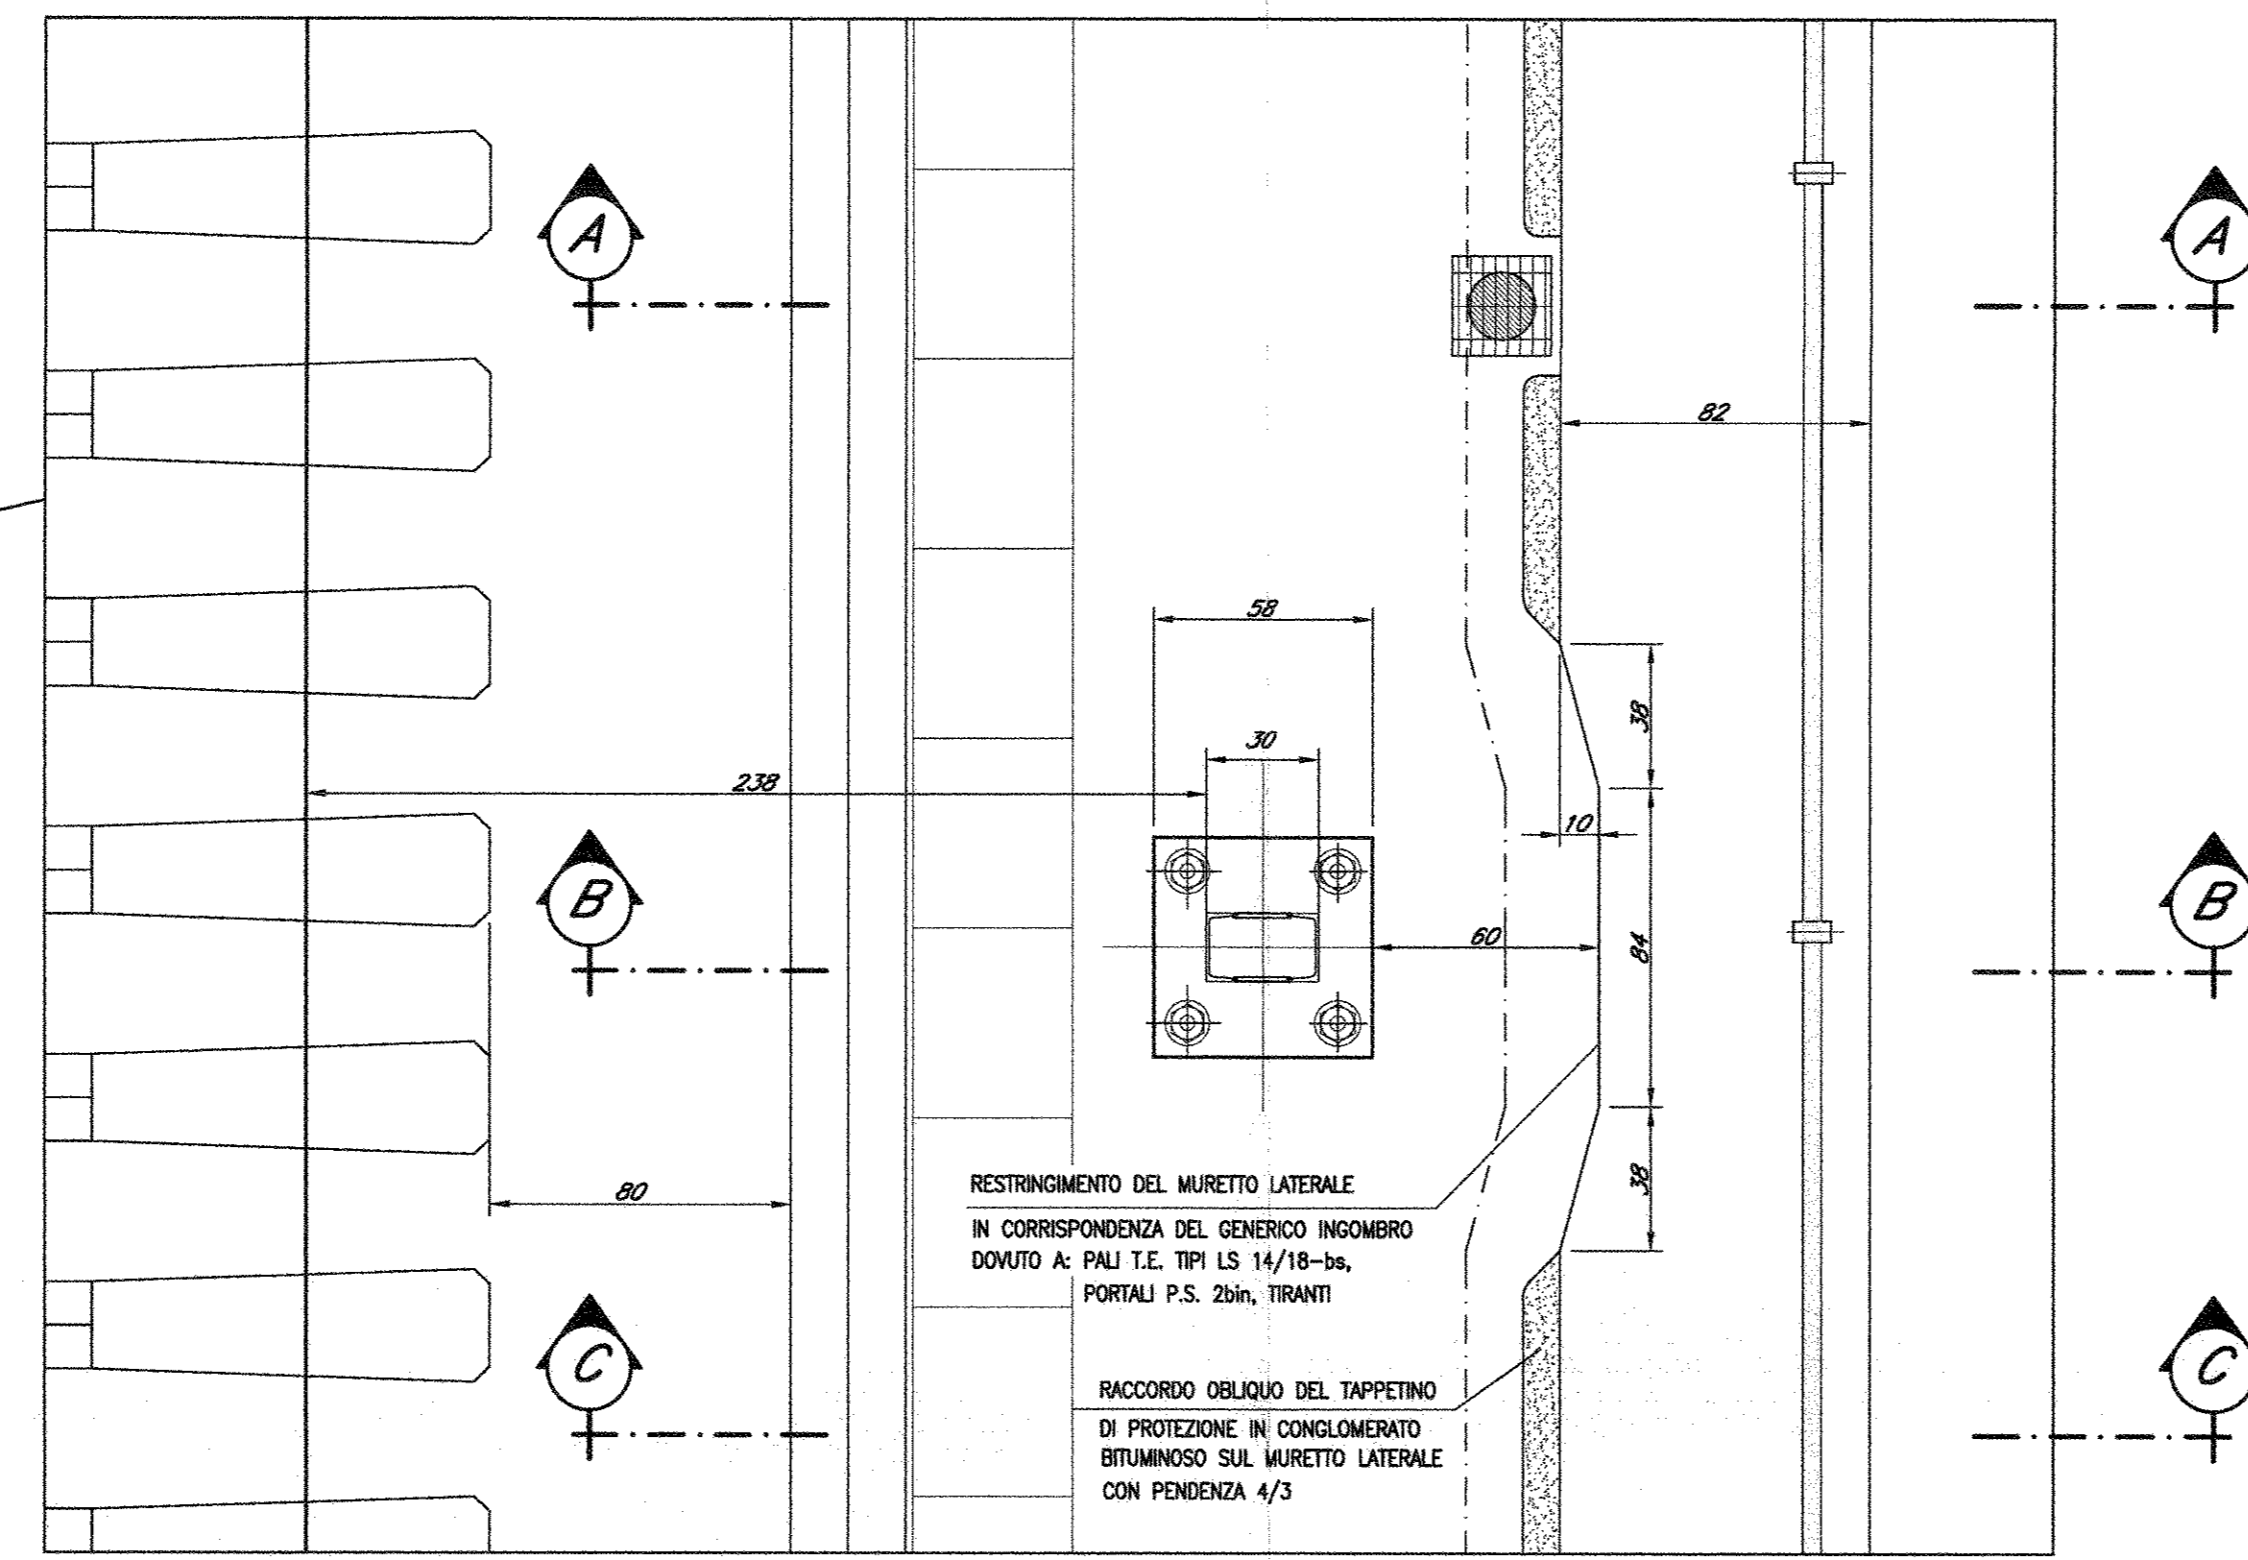 A
A
82
58
38
30
238
10
B
B
60
84
RESTRINGIMENTO DEL MURETTO LATERALE
IN CORRISPONDENZA DEL GENERICO INGOMBRO
DOVUTO A: PALI T.E. TIPI LS 14/18-bs,
PORTALI P.S. 2bin, TIRANTI
38
80
C
C
RACCORDO OBLIQUO DEL TAPPETINO
DI PROTEZIONE IN CONGLOMERATO
BITUMINOSO SUL MURETTO LATERALE
CON PENDENZA 4/3